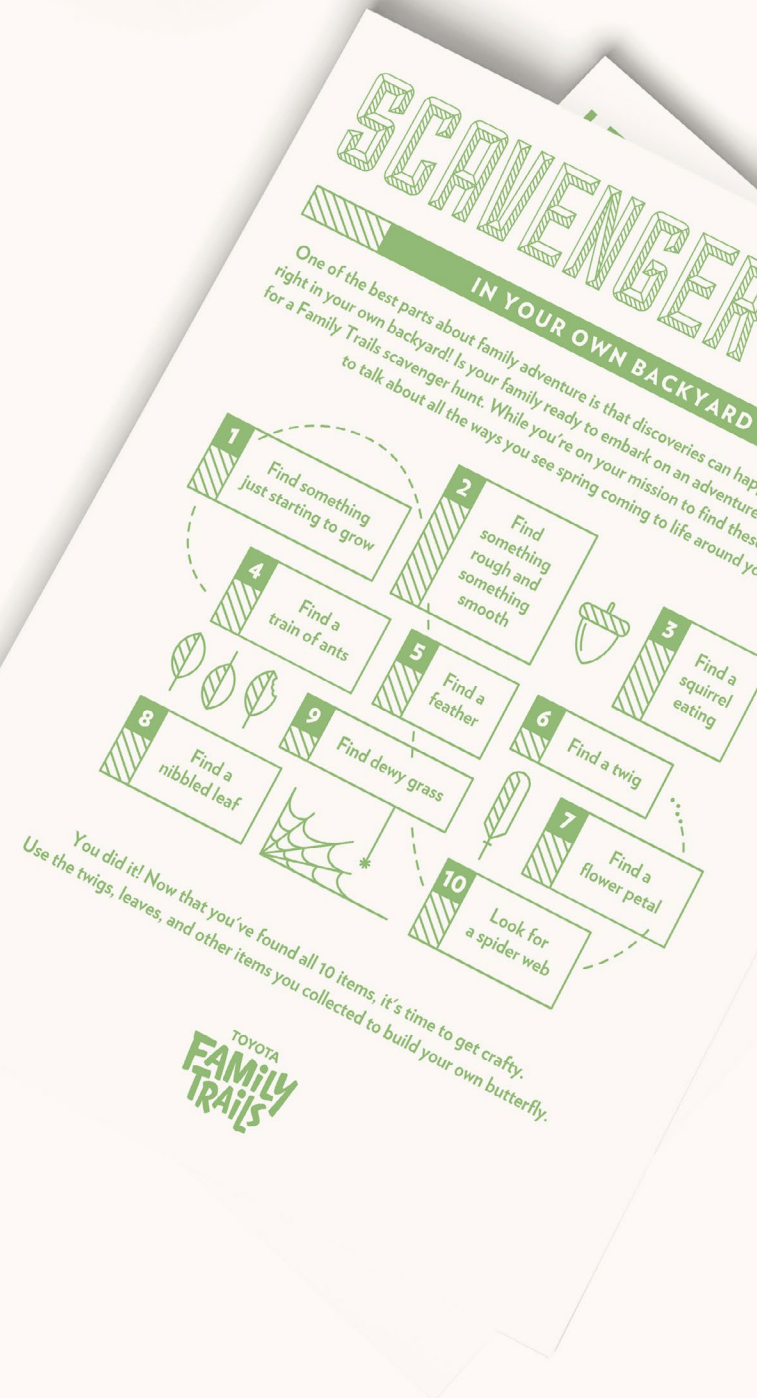 SCAVENGER
IN YOUR OWN BACKYARD
One of the best parts about family adventure is that discoveries can
right in your own backyard! Is your family ready to embark on an adventure
for a Family Trails scavenger hunt. While you're on your mission to find these
to talk about all the ways you see spring coming to life around
1
Find something
just starting to grow
2
Find
something
rough and
something
smooth
3
Find a
squirrel
eating
4
Find a
train of ants
5
Find a
feather
6
Find a twig
7
Find a
flower petal
8
Find a
nibbled leaf
9
Find dewy grass
10
Look for
a spider web
You did it! Now that you've found all 10 items, it's time to get crafty.
Use the twigs, leaves, and other items you collected to build your own butterfly.
TOYOTA
FAMiLY
TRAiLS